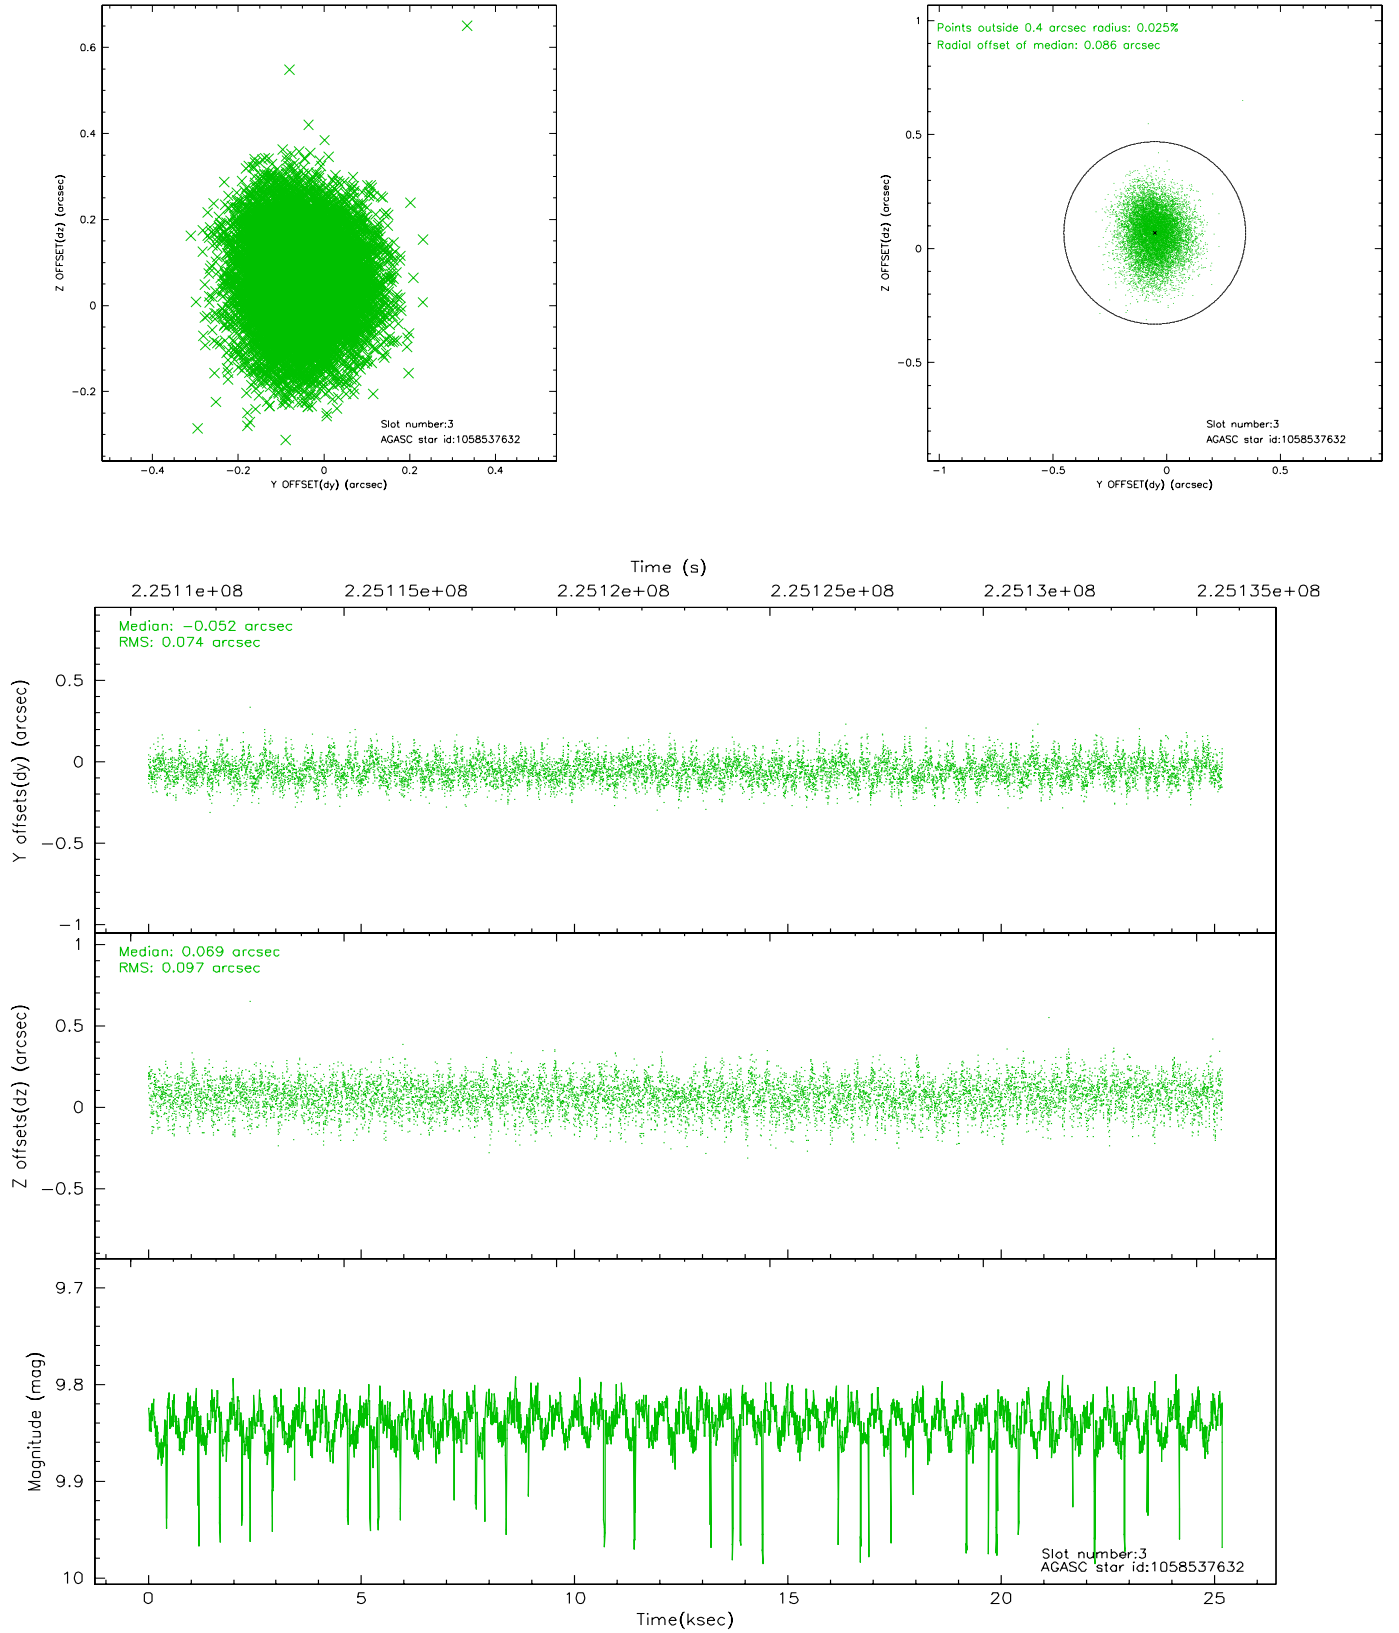 0.6
0.4
0.2
0
−0.2
Z OFFSET(dz) (arcsec)
−0.4
−0.2
0
0.2
0.4
Y OFFSET(dy) (arcsec)
Slot number:3
AGASC star id:1058537632
Points outside 0.4 arcsec radius: 0.025%
Radial offset of median: 0.086 arcsec
1
0.5
0
−0.5
Z OFFSET(dz) (arcsec)
−1
−0.5
0
0.5
Y OFFSET(dy) (arcsec)
Slot number:3
AGASC star id:1058537632
Time (s)
2.2511e+08
2.25115e+08
2.2512e+08
2.25125e+08
2.2513e+08
2.25135e+08
Median: −0.052 arcsec
RMS: 0.074 arcsec
0.5
0
−0.5
−1
Y offsets(dy) (arcsec)
Median: 0.069 arcsec
RMS: 0.097 arcsec
1
0.5
0
−0.5
Z offsets(dz) (arcsec)
9.7
9.8
9.9
10
Magnitude (mag)
Slot number:3
AGASC star id:1058537632
0
5
10
15
20
25
Time(ksec)